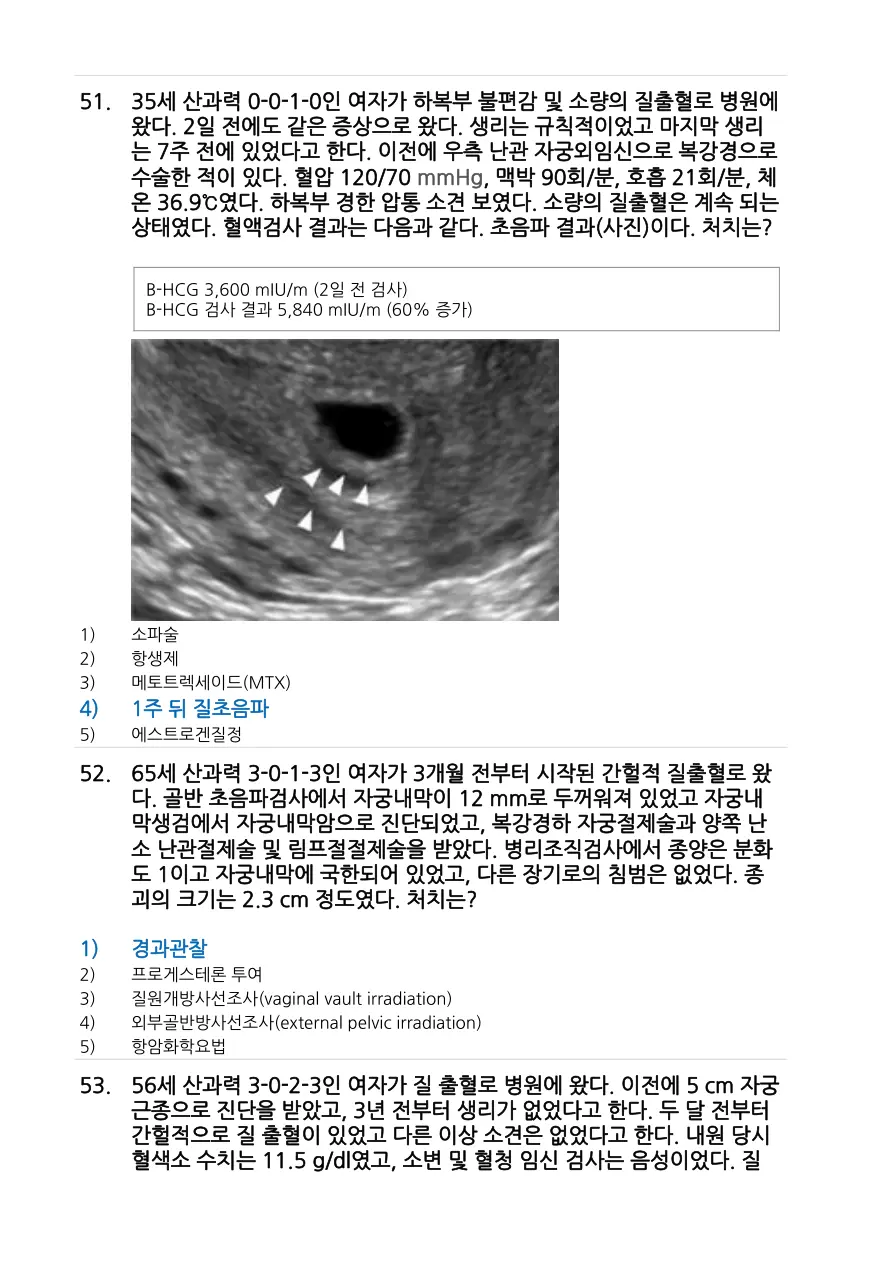 51. 35세 산과력 0-0-1-0인 여자가 하복부 불편감 및 소량의 질출혈로 병원에
왔다. 2일 전에도 같은 증상으로 왔다. 생리는 규칙적이었고 마지막 생리
는 7주 전에 있었다고 한다. 이전에 우측 난관 자궁외임신으로 복강경으로
수술한 적이 있다. 혈압 120/70 mmHg, 맥박 90회/분, 호흡 21회/분, 체
온 36.9℃였다. 하복부 경한 압통 소견 보였다. 소량의 질출혈은 계속 되는
상태였다. 혈액검사 결과는 다음과 같다. 초음파 결과(사진)이다. 처치는?
B-HCG 3,600 mIU/m (2일 전 검사)
B-HCG 검사 결과 5,840 mIU/m (60% 증가)
1) 소파술
2) 항생제
3) 메토트렉세이드(MTX)
4) 1주 뒤 질초음파
5) 에스트로겐질정
52. 65세 산과력 3-0-1-3인 여자가 3개월 전부터 시작된 간헐적 질출혈로 왔
다. 골반 초음파검사에서 자궁내막이 12 mm로 두꺼워져 있었고 자궁내
막생검에서 자궁내막암으로 진단되었고, 복강경하 자궁절제술과 양쪽 난
소 난관절제술 및 림프절절제술을 받았다. 병리조직검사에서 종양은 분화
도 1이고 자궁내막에 국한되어 있었고, 다른 장기로의 침범은 없었다. 종
괴의 크기는 2.3 cm 정도였다. 처치는?
1) 경과관찰
2) 프로게스테론 투여
3) 질원개방사선조사(vaginal vault irradiation)
4) 외부골반방사선조사(external pelvic irradiation)
5) 항암화학요법
53. 56세 산과력 3-0-2-3인 여자가 질 출혈로 병원에 왔다. 이전에 5 cm 자궁
근종으로 진단을 받았고, 3년 전부터 생리가 없었다고 한다. 두 달 전부터
간헐적으로 질 출혈이 있었고 다른 이상 소견은 없었다고 한다. 내원 당시
혈색소 수치는 11.5 g/dl였고, 소변 및 혈청 임신 검사는 음성이었다. 질